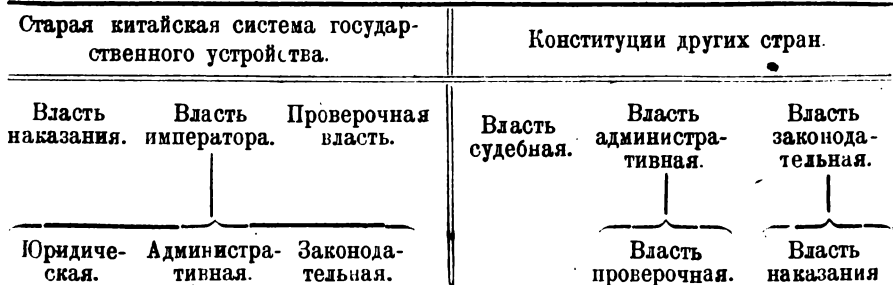 Старая китайская система государ-
ственного устройства.
Конституции других стран.
Власть наказания.
Власть императора.
Проверочная власть.
Власть судебная.
Власть администра-
тивная.
Власть законода-
тельная.
Юридиче-
ская.
Администра-
тивная.
Законода-
тельная.
Власть проверочная.
Власть наказания